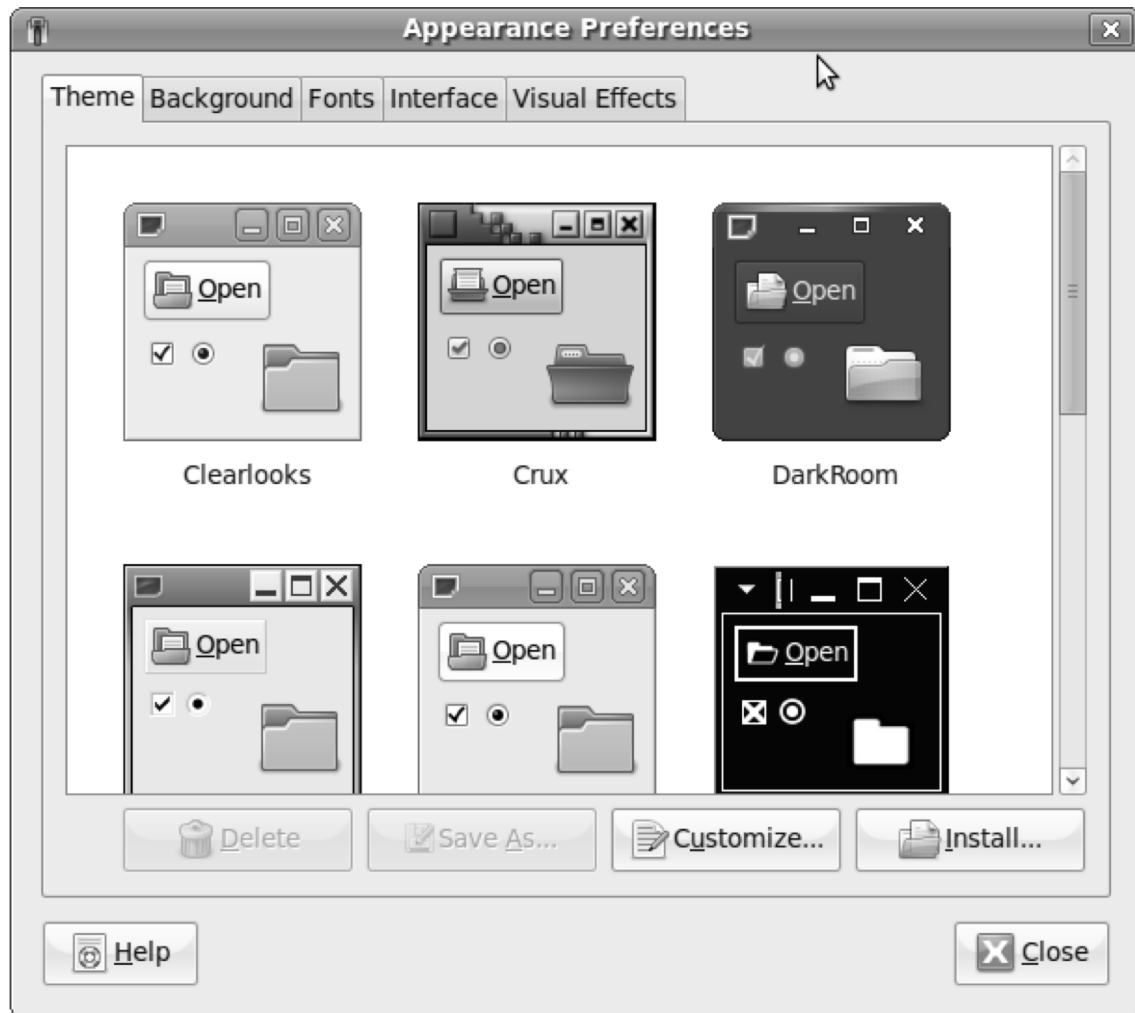 Appearance Preferences
Theme Background Fonts Interface Visual Effects
Open Open Open
Clearlooks Crux DarkRoom
Open Open Open
Delete Save As... Customize... Install...
Help Close